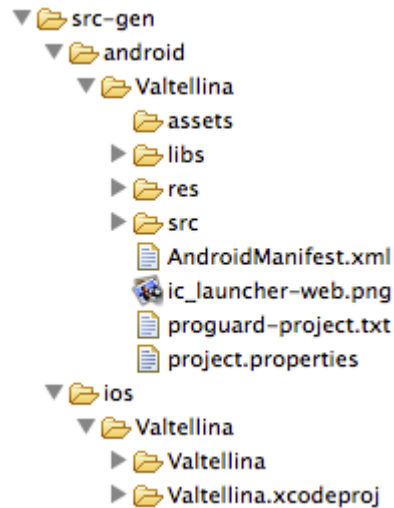 src-gen
android
Valtellina
assets
libs
res
src
AndroidManifest.xml
ic_launcher-web.png
proguard-project.txt
project.properties
ios
Valtellina
Valtellina
Valtellina.xcodeproj